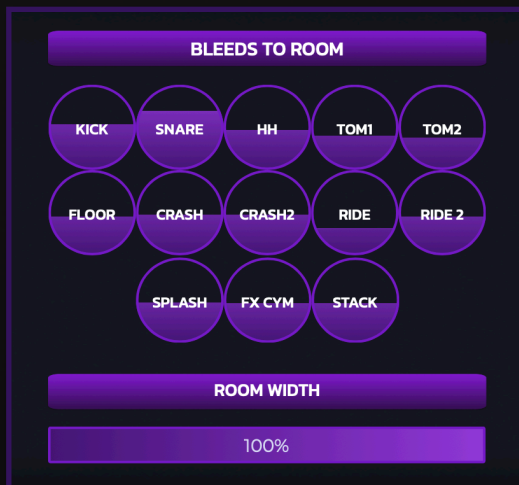 BLEEDS TO ROOM
KICK SNARE HH TOM1 TOM2
FLOOR CRASH CRASH2 RIDE RIDE 2
SPLASH FX CYM STACK
ROOM WIDTH
100%